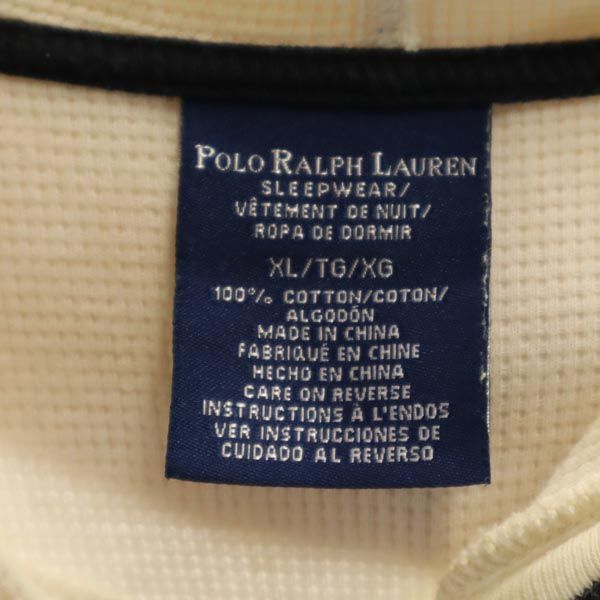 POLO RALPH LAUREN
SLEEPWEAR/
VÊTEMENT DE NUIT/
ROPA DE DORMIR
XL/TG/XG
100% COTTON/COTON/
ALGODÓN
MADE IN CHINA
FABRIQUÉ EN CHINE
HECHO EN CHINA
CARE ON REVERSE
INSTRUCTIONS À L'ENDOS
VER INSTRUCCIONES DE
CUIDADO AL REVERSO